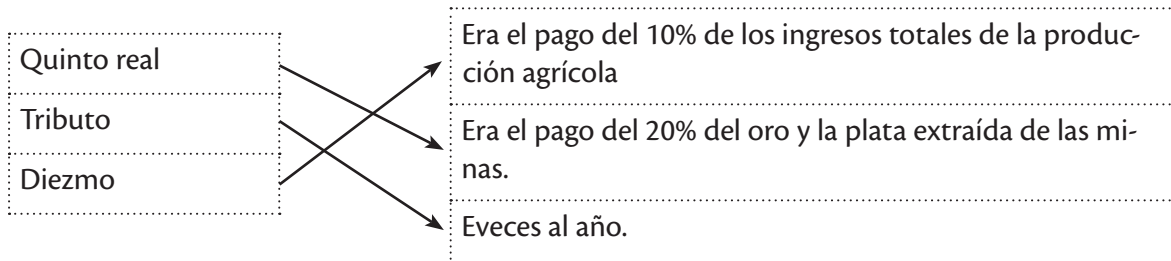 Quinto real
Tributo
Diezmo
Era el pago del 10% de los ingresos totales de la produc-
ción agrícola
Era el pago del 20% del oro y la plata extraída de las mi-
nas.
Eveces al año.